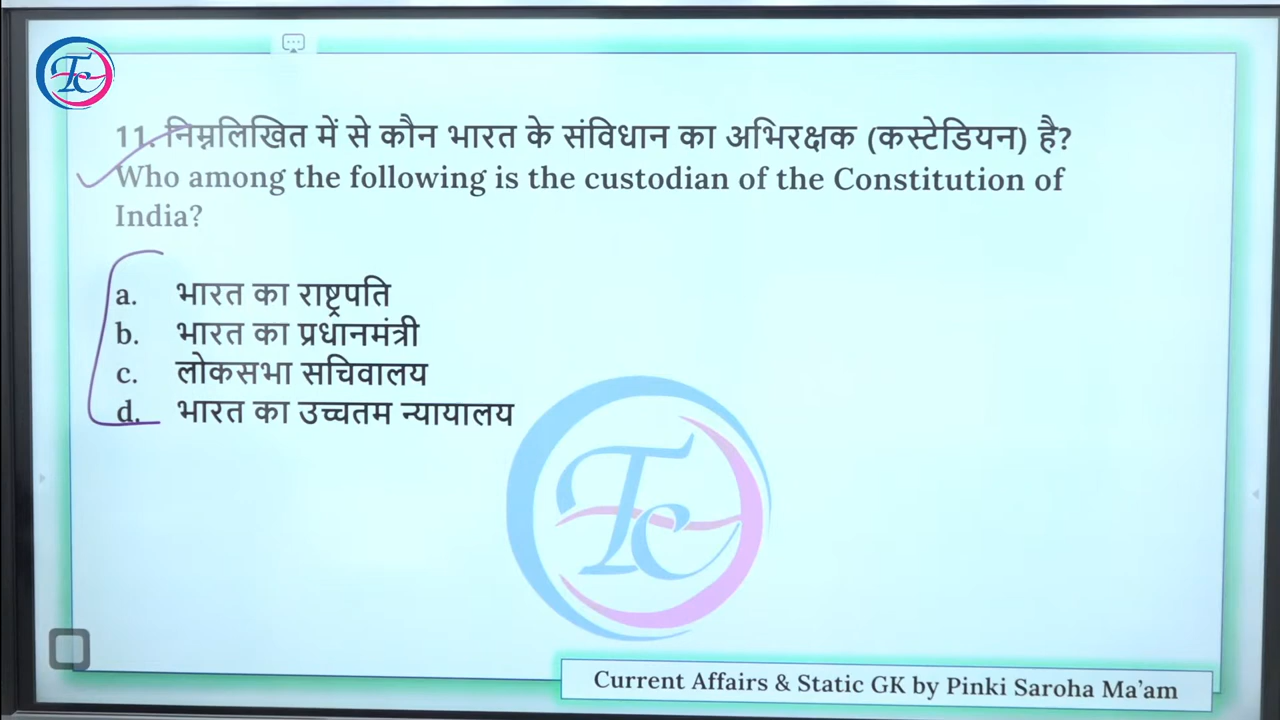 Tc
11. निम्नलिखित में से कौन भारत के संविधान का अभिरक्षक (कस्टेडियन) है?
Who among the following is the custodian of the Constitution of
India?
a. भारत का राष्ट्रपति
b. भारत का प्रधानमंत्री
c. लोकसभा सचिवालय
d. भारत का उच्चतम न्यायालय
Tc
Current Affairs & Static GK by Pinki Saroha Ma'am